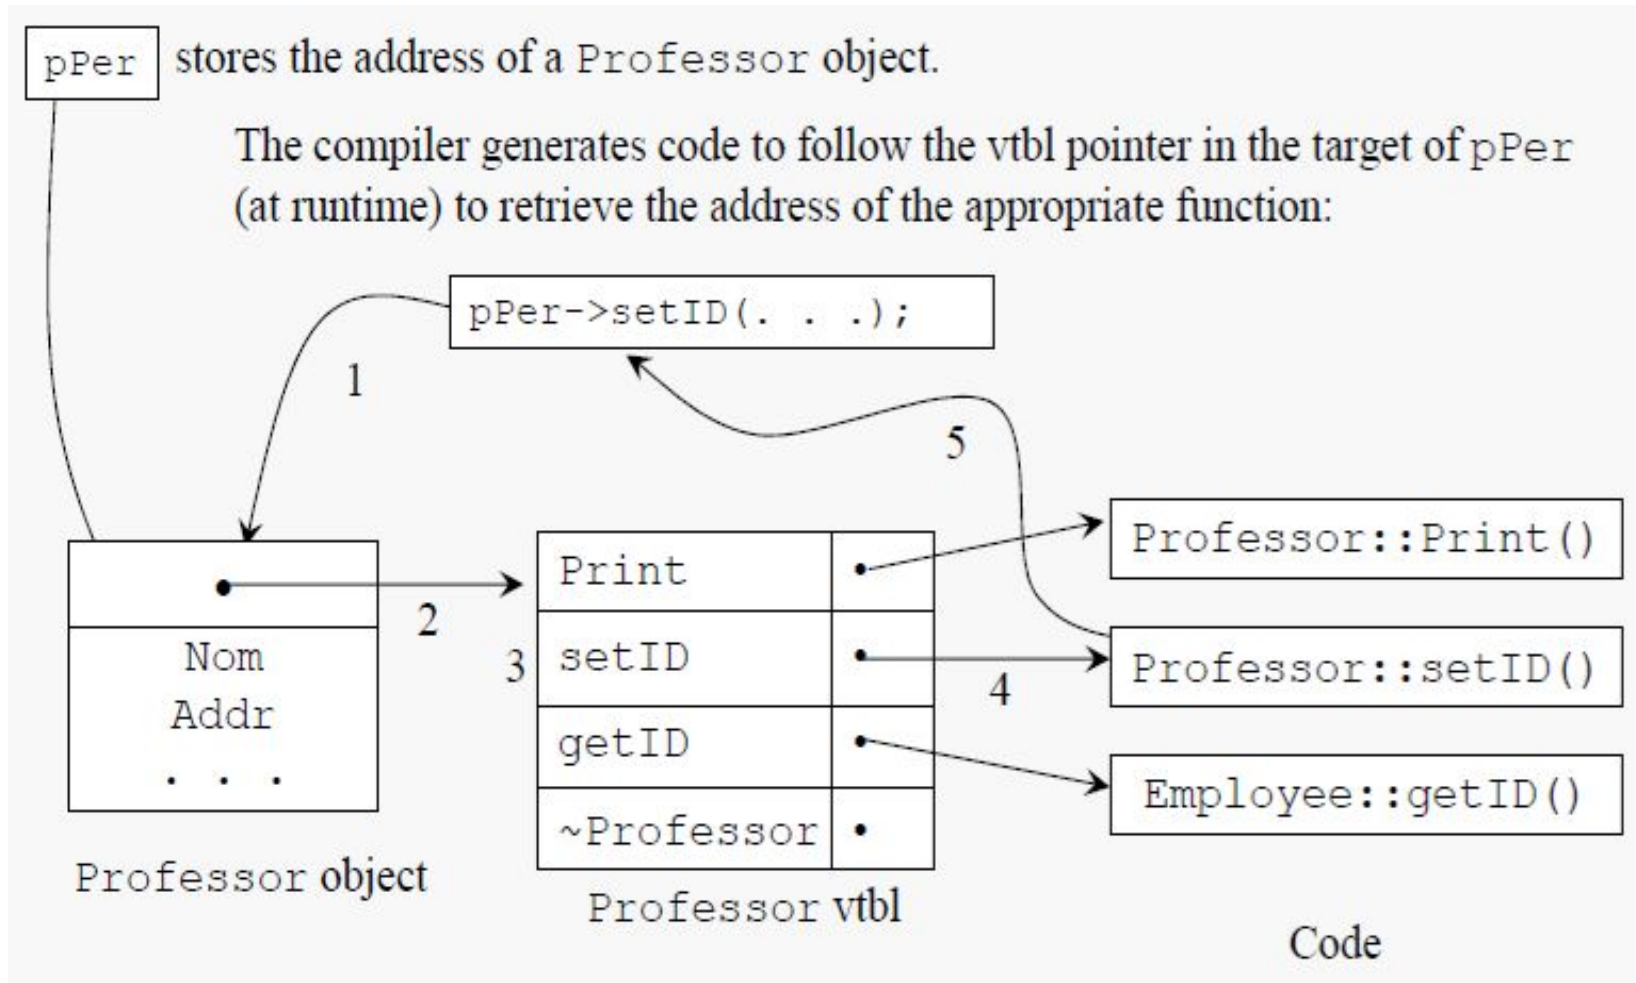 pPer stores the address of a Professor object.
The compiler generates code to follow the vtbl pointer in the target of pPer
(at runtime) to retrieve the address of the appropriate function:
pPer->setID(. . .);
1
5
Professor::Print()
Print
2
Nom
3
setID
4
Professor::setID()
Addr
getID
. . .
Employee::getID()
~Professor
Professor object
Professor vtbl
Code